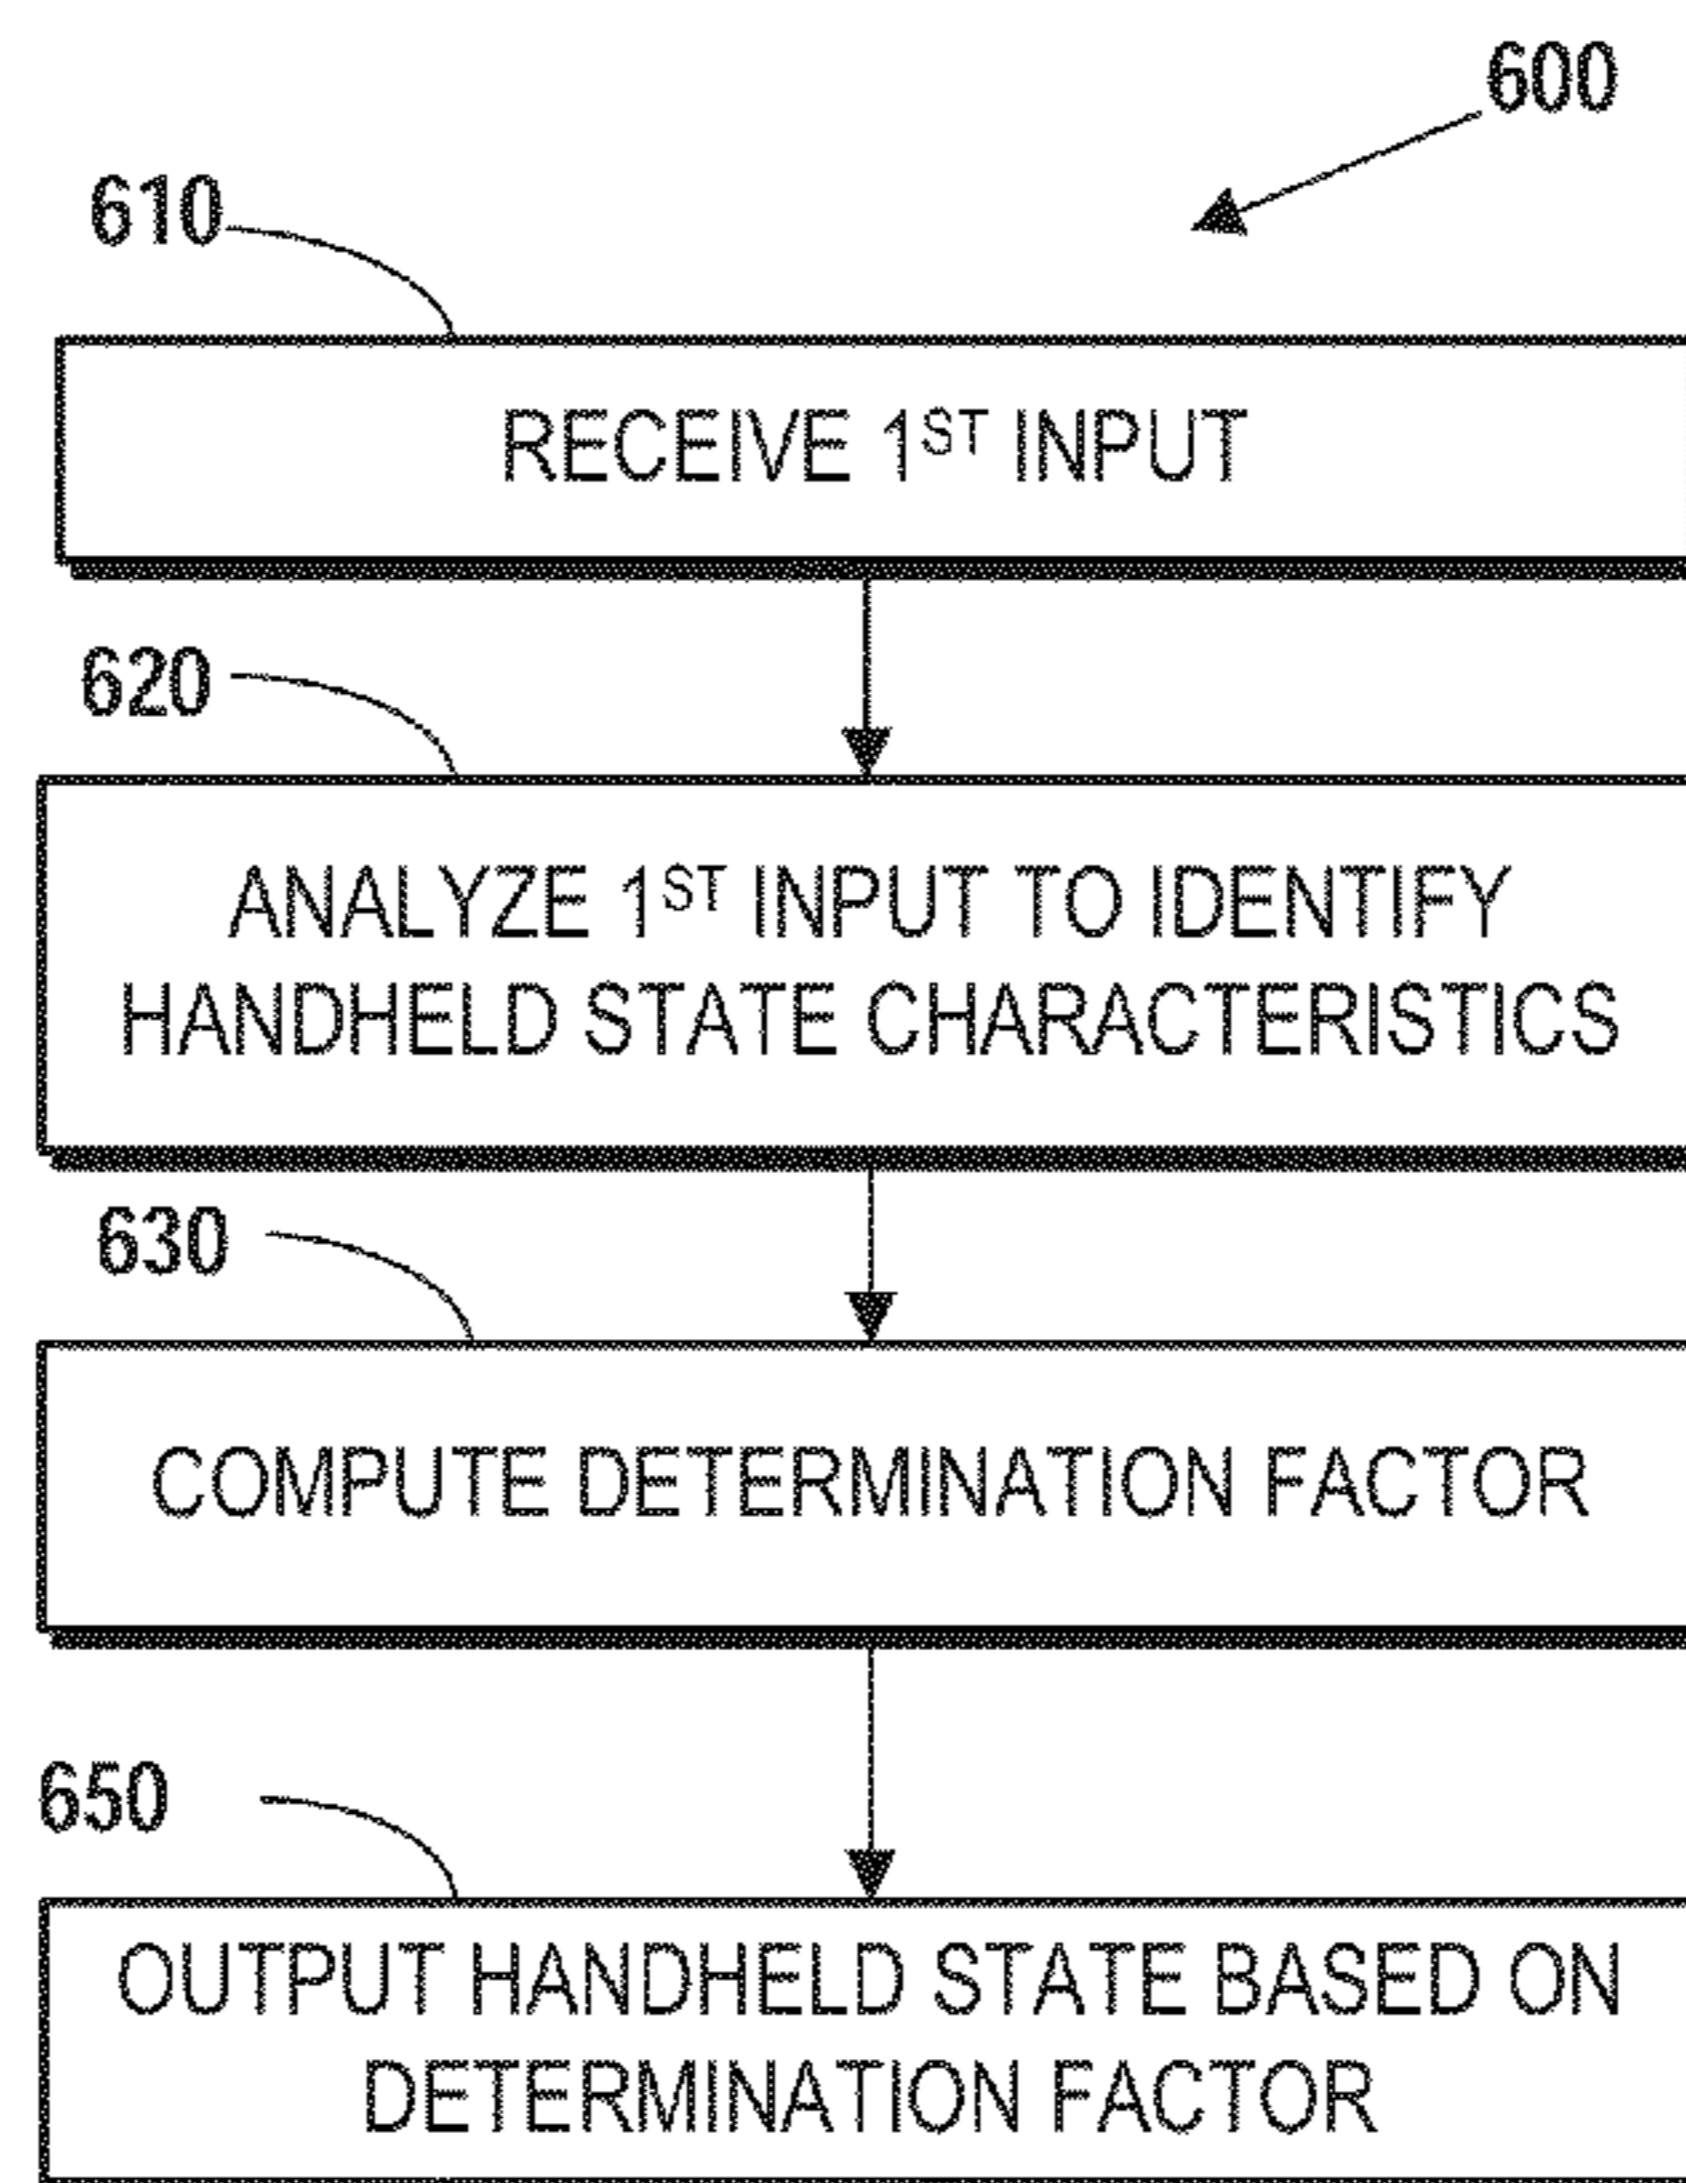 600
610
RECEIVE 1ST INPUT
620
ANALYZE 1ST INPUT TO IDENTIFY
HANDHELD STATE CHARACTERISTICS
630
COMPUTE DETERMINATION FACTOR
650
OUTPUT HANDHELD STATE BASED ON
DETERMINATION FACTOR